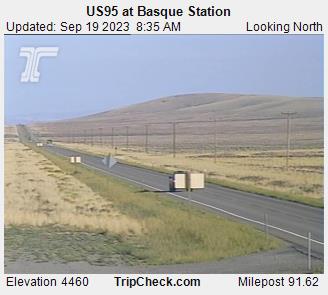 US95 at Basque Station
Updated: Sep 19 2023 8:35 AM Looking North
Elevation 4460 TripCheck.com Milepost 91.62